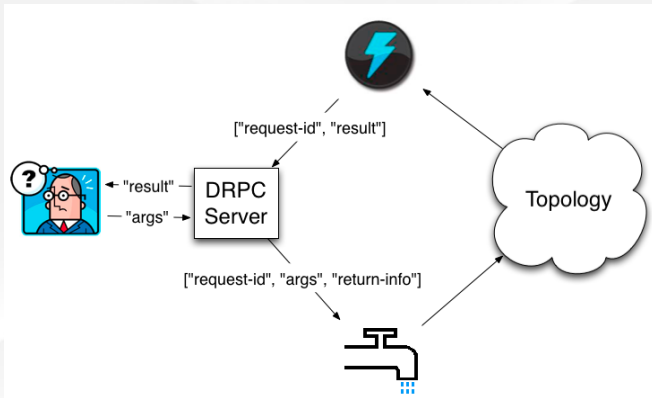 ["request-id", "result"]
?
"result"
"args"
DRPC
Server
Topology
["request-id", "args", "return-info"]